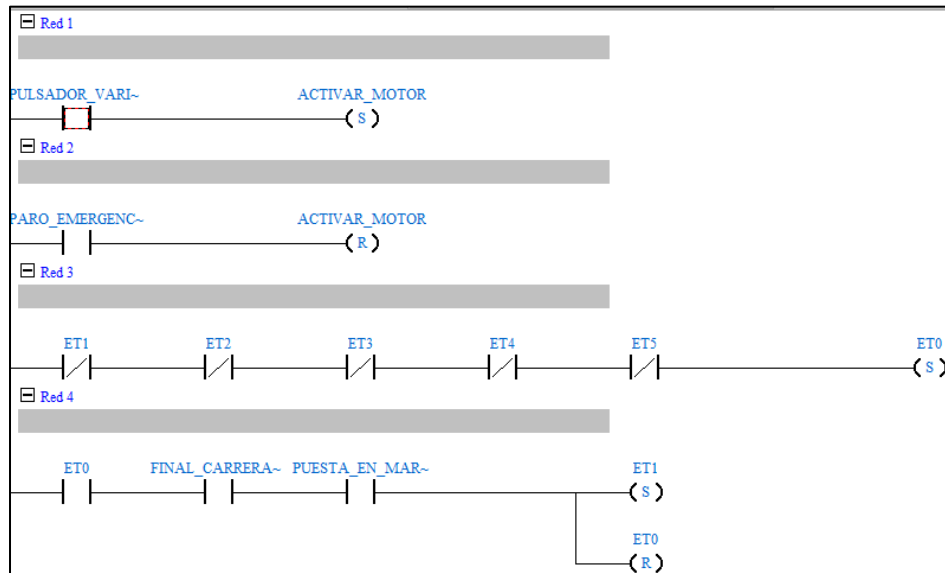 Red 1
PULSADOR_VARI~ ACTIVAR_MOTOR
S
Red 2
PARO_EMERGENC~ ACTIVAR_MOTOR
R
Red 3
ET1 ET2 ET3 ET4 ET5 ET0
S
Red 4
ET0 FINAL_CARRERA~ PUESTA_EN_MAR~ ET1
S
ET0
R